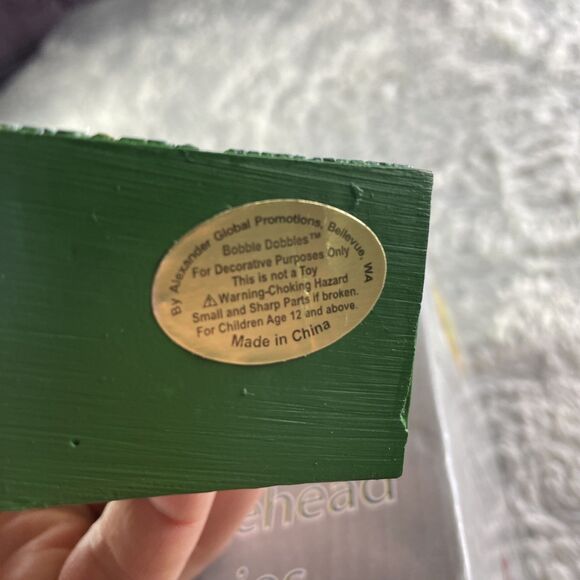 By Alexander Global Promotions, Bellevue, WA
Bobble Dobbles™
For Decorative Purposes Only
This is not a Toy
⚠Warning-Choking Hazard
Small and Sharp Parts if broken.
For Children Age 12 and above.
Made in China
ehead